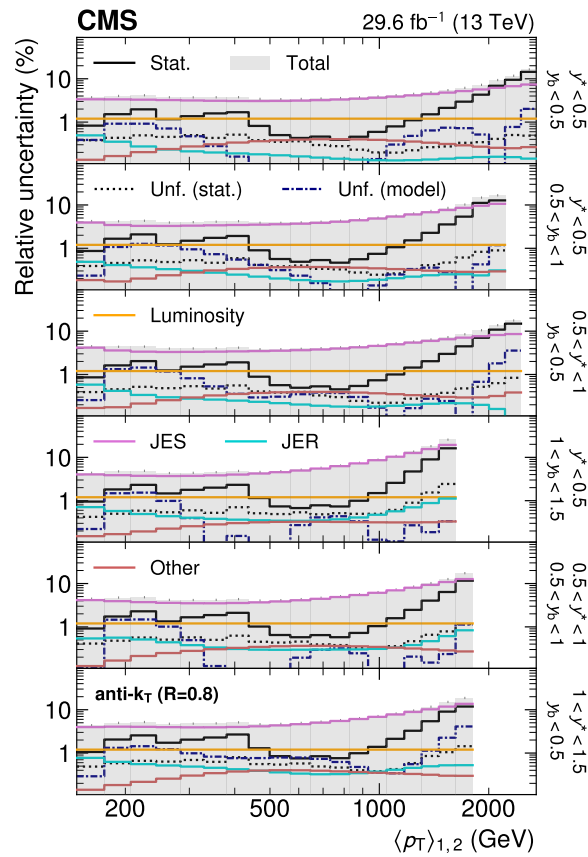 CMS 29.6 fb⁻¹ (13 TeV)
Relative uncertainty (%)
10
1
Stat. Total
y* < 0.5
y_b < 0.5
10
1
Unf. (stat.) Unf. (model)
y* < 0.5
0.5 < y_b < 1
10
1
Luminosity
0.5 < y* < 1
y_b < 0.5
10
1
JES JER
y* < 0.5
1 < y_b < 1.5
10
1
Other
0.5 < y* < 1
0.5 < y_b < 1
10
1
anti-k_T (R=0.8)
1 < y* < 1.5
y_b < 0.5
200 500 1000 2000
⟨p_T⟩_1,2 (GeV)